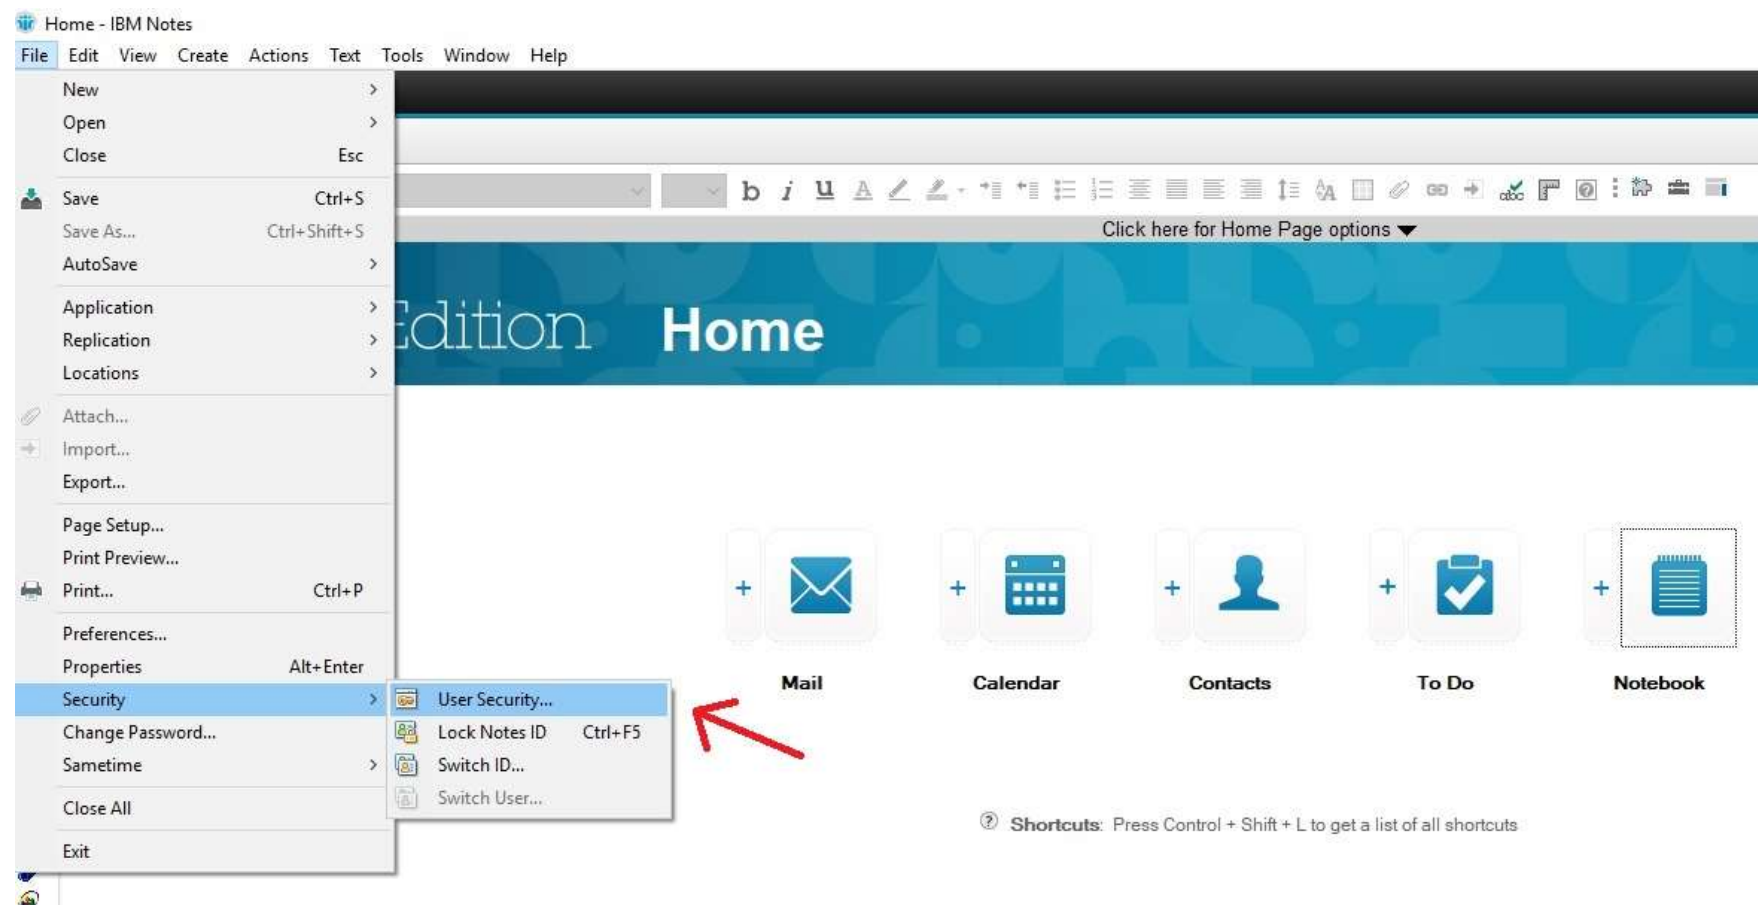 Home - IBM Notes
File Edit View Create Actions Text Tools Window Help
New
Open
Close Esc
Save Ctrl+S
Save As... Ctrl+Shift+S
AutoSave
Application
Replication
Locations
Attach...
Import...
Export...
Page Setup...
Print Preview...
Print... Ctrl+P
Preferences...
Properties Alt+Enter
Security
Change Password...
Sametime
Close All
Exit
User Security...
Lock Notes ID Ctrl+F5
Switch ID...
Switch User...
b i u A
Click here for Home Page options
Edition Home
Mail Calendar Contacts To Do Notebook
Shortcuts: Press Control + Shift + L to get a list of all shortcuts